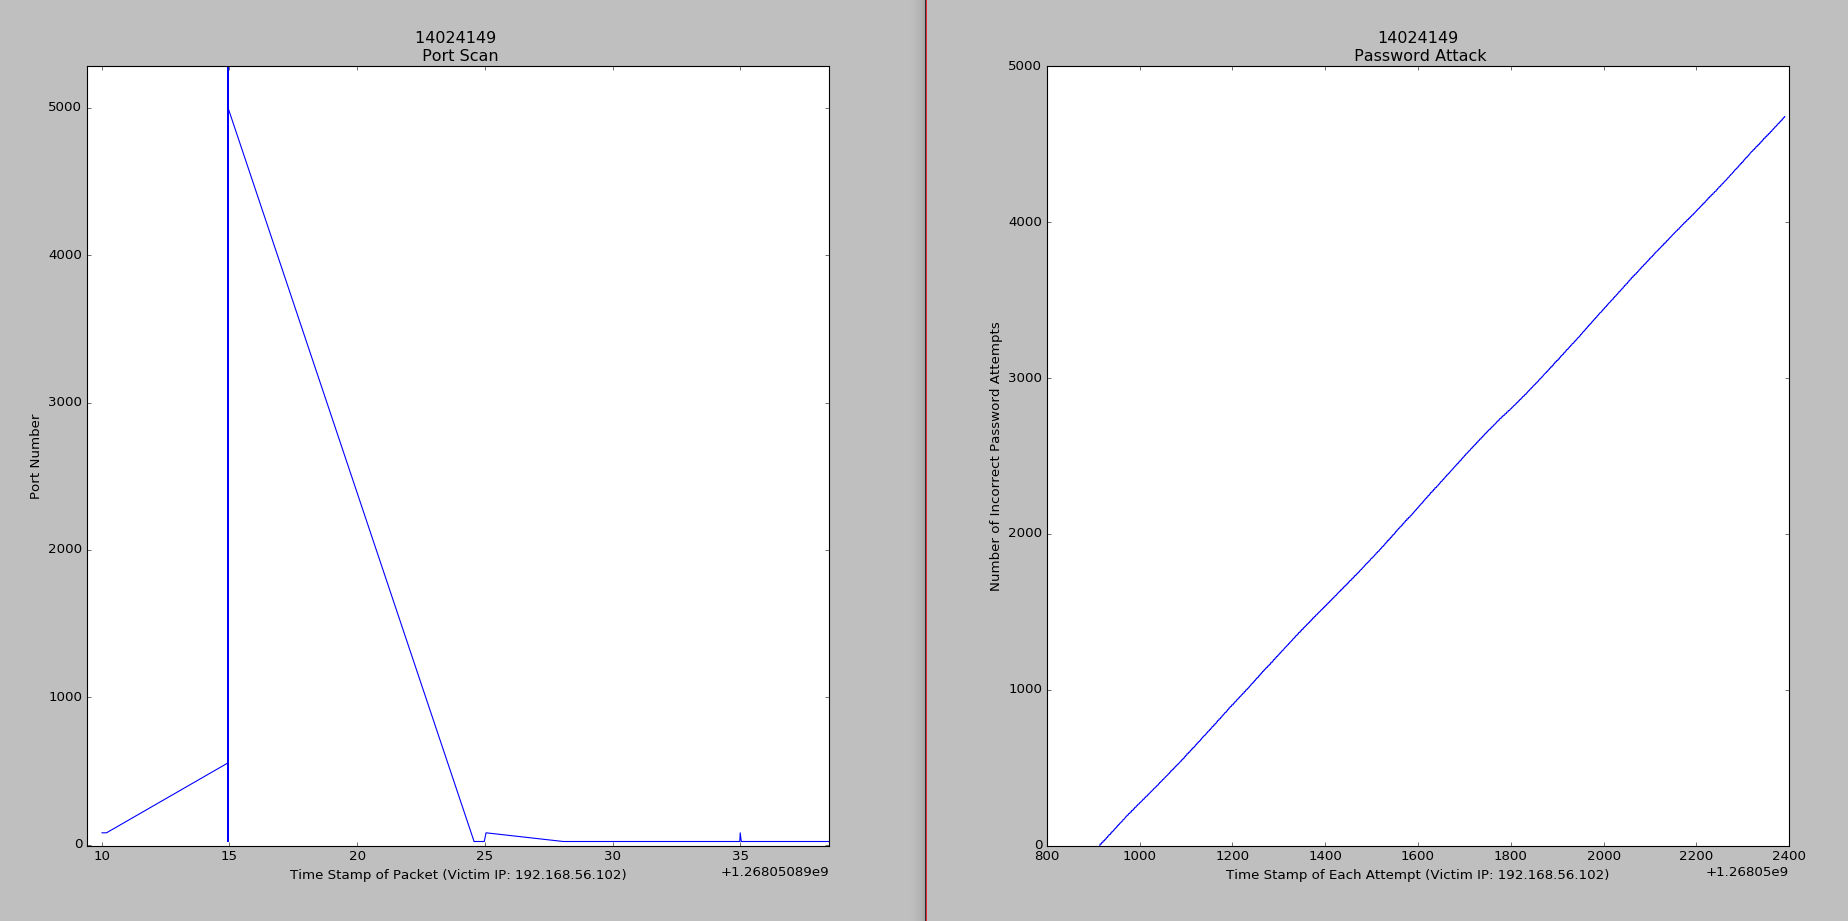 14024149
Port Scan
5000
4000
3000
2000
1000
0
Port Number
10 15 20 25 30 35
+1.26805089e9
Time Stamp of Packet (Victim IP: 192.168.56.102)
14024149
Password Attack
5000
4000
3000
2000
1000
0
Number of Incorrect Password Attempts
800 1000 1200 1400 1600 1800 2000 2200 2400
+1.26805e9
Time Stamp of Each Attempt (Victim IP: 192.168.56.102)